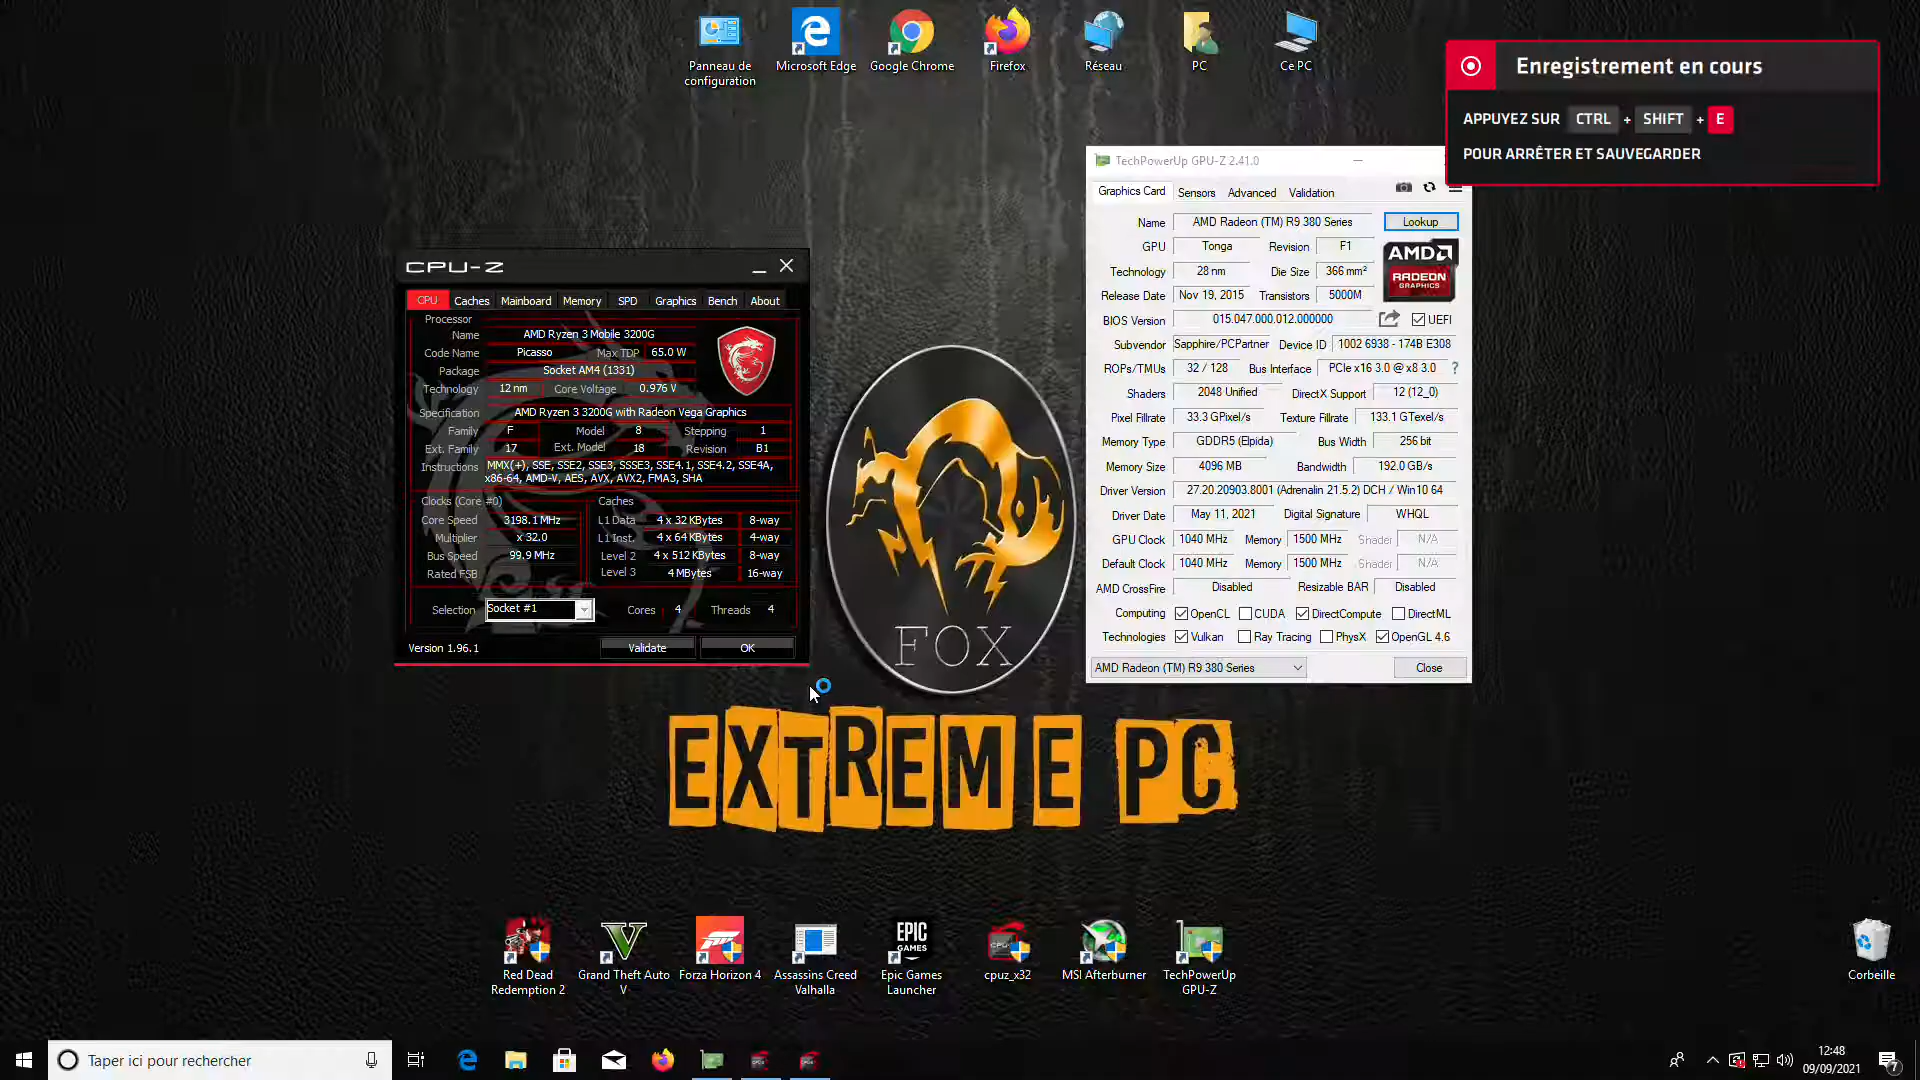 Panneau de
configuration
Microsoft Edge
Google Chrome
Firefox
Réseau
PC
Ce PC
Enregistrement en cours
APPUYEZ SUR CTRL + SHIFT + E
POUR ARRÊTER ET SAUVEGARDER
CPU-Z
CPU Caches Mainboard Memory SPD Graphics Bench About
Processor
Name AMD Ryzen 3 Mobile 3200G
Code Name Picasso Max TDP 65.0 W
Package Socket AM4 (1331)
Technology 12 nm Core Voltage 0.976 V
Specification AMD Ryzen 3 3200G with Radeon Vega Graphics
Family F Model 8 Stepping 1
Ext. Family 17 Ext. Model 18 Revision B1
Instructions MMX(+), SSE, SSE2, SSE3, SSSE3, SSE4.1, SSE4.2, SSE4A,
x86-64, AMD-V, AES, AVX, AVX2, FMA3, SHA
Clocks (Core #0) Caches
Core Speed 3198.1 MHz L1 Data 4 x 32 KBytes 8-way
Multiplier x 32.0 L1 Inst. 4 x 64 KBytes 4-way
Bus Speed 99.9 MHz Level 2 4 x 512 KBytes 8-way
Rated FSB Level 3 4 MBytes 16-way
Selection Socket #1 Cores 4 Threads 4
Version 1.96.1 Validate OK
TechPowerUp GPU-Z 2.41.0
Graphics Card Sensors Advanced Validation
Name AMD Radeon (TM) R9 380 Series Lookup
GPU Tonga Revision F1
Technology 28 nm Die Size 366 mm²
Release Date Nov 19, 2015 Transistors 5000M
BIOS Version 015.047.000.012.000000 UEFI
Subvendor Sapphire/PCPartner Device ID 1002 6938 - 174B E308
ROPs/TMUs 32 / 128 Bus Interface PCIe x16 3.0 @ x8 3.0 ?
Shaders 2048 Unified DirectX Support 12 (12_0)
Pixel Fillrate 33.3 GPixel/s Texture Fillrate 133.1 GTexel/s
Memory Type GDDR5 (Elpida) Bus Width 256 bit
Memory Size 4096 MB Bandwidth 192.0 GB/s
Driver Version 27.20.20903.8001 (Adrenalin 21.5.2) DCH / Win10 64
Driver Date May 11, 2021 Digital Signature WHQL
GPU Clock 1040 MHz Memory 1500 MHz Shader N/A
Default Clock 1040 MHz Memory 1500 MHz Shader N/A
AMD CrossFire Disabled Resizable BAR Disabled
Computing OpenCL CUDA DirectCompute DirectML
Technologies Vulkan Ray Tracing PhysX OpenGL 4.6
AMD Radeon (TM) R9 380 Series Close
AMD
RADEON
GRAPHICS
FOX
EXTREME PC
Red Dead
Redemption 2
Grand Theft Auto
V
Forza Horizon 4
Assassins Creed
Valhalla
EPIC
GAMES
Epic Games
Launcher
cpuz_x32
MSI Afterburner
TechPowerUp
GPU-Z
Corbeille
Taper ici pour rechercher
12:48
09/09/2021
7